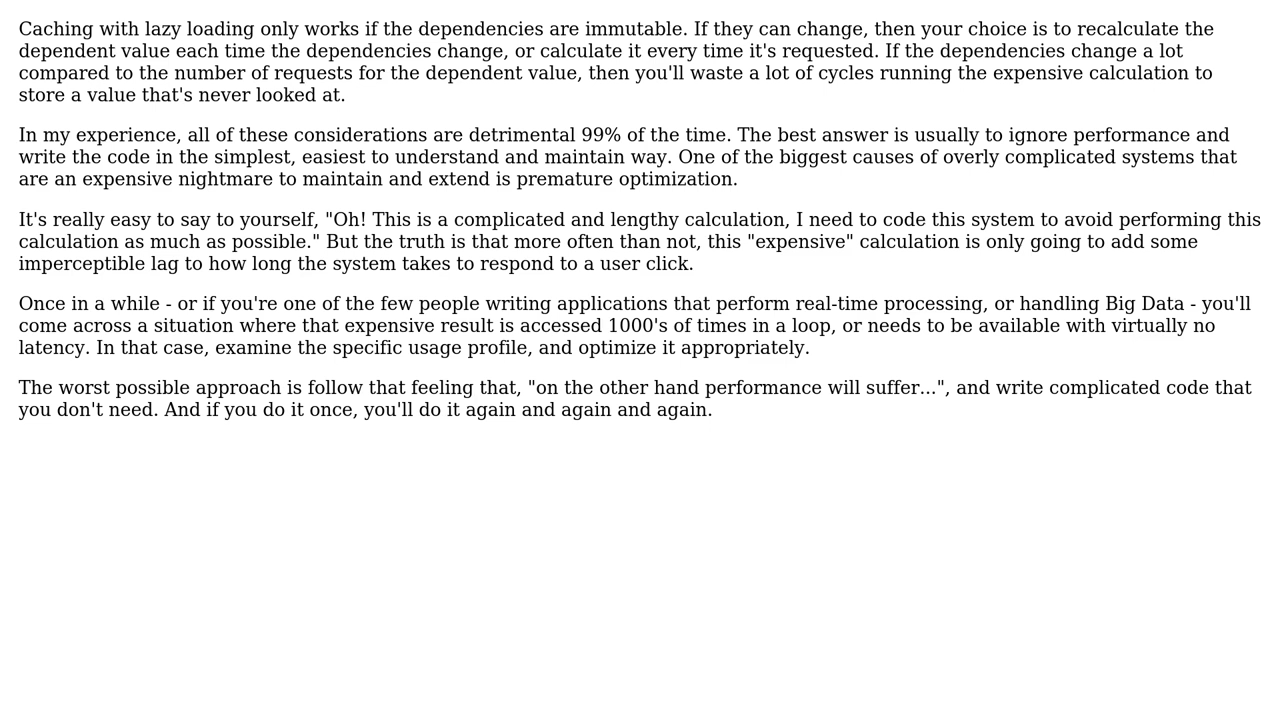 Caching with lazy loading only works if the dependencies are immutable. If they can change, then your choice is to recalculate the
dependent value each time the dependencies change, or calculate it every time it's requested. If the dependencies change a lot
compared to the number of requests for the dependent value, then you'll waste a lot of cycles running the expensive calculation to
store a value that's never looked at.
In my experience, all of these considerations are detrimental 99% of the time. The best answer is usually to ignore performance and
write the code in the simplest, easiest to understand and maintain way. One of the biggest causes of overly complicated systems that
are an expensive nightmare to maintain and extend is premature optimization.
It's really easy to say to yourself, "Oh! This is a complicated and lengthy calculation, I need to code this system to avoid performing this
calculation as much as possible." But the truth is that more often than not, this "expensive" calculation is only going to add some
imperceptible lag to how long the system takes to respond to a user click.
Once in a while - or if you're one of the few people writing applications that perform real-time processing, or handling Big Data - you'll
come across a situation where that expensive result is accessed 1000's of times in a loop, or needs to be available with virtually no
latency. In that case, examine the specific usage profile, and optimize it appropriately.
The worst possible approach is follow that feeling that, "on the other hand performance will suffer...", and write complicated code that
you don't need. And if you do it once, you'll do it again and again and again.